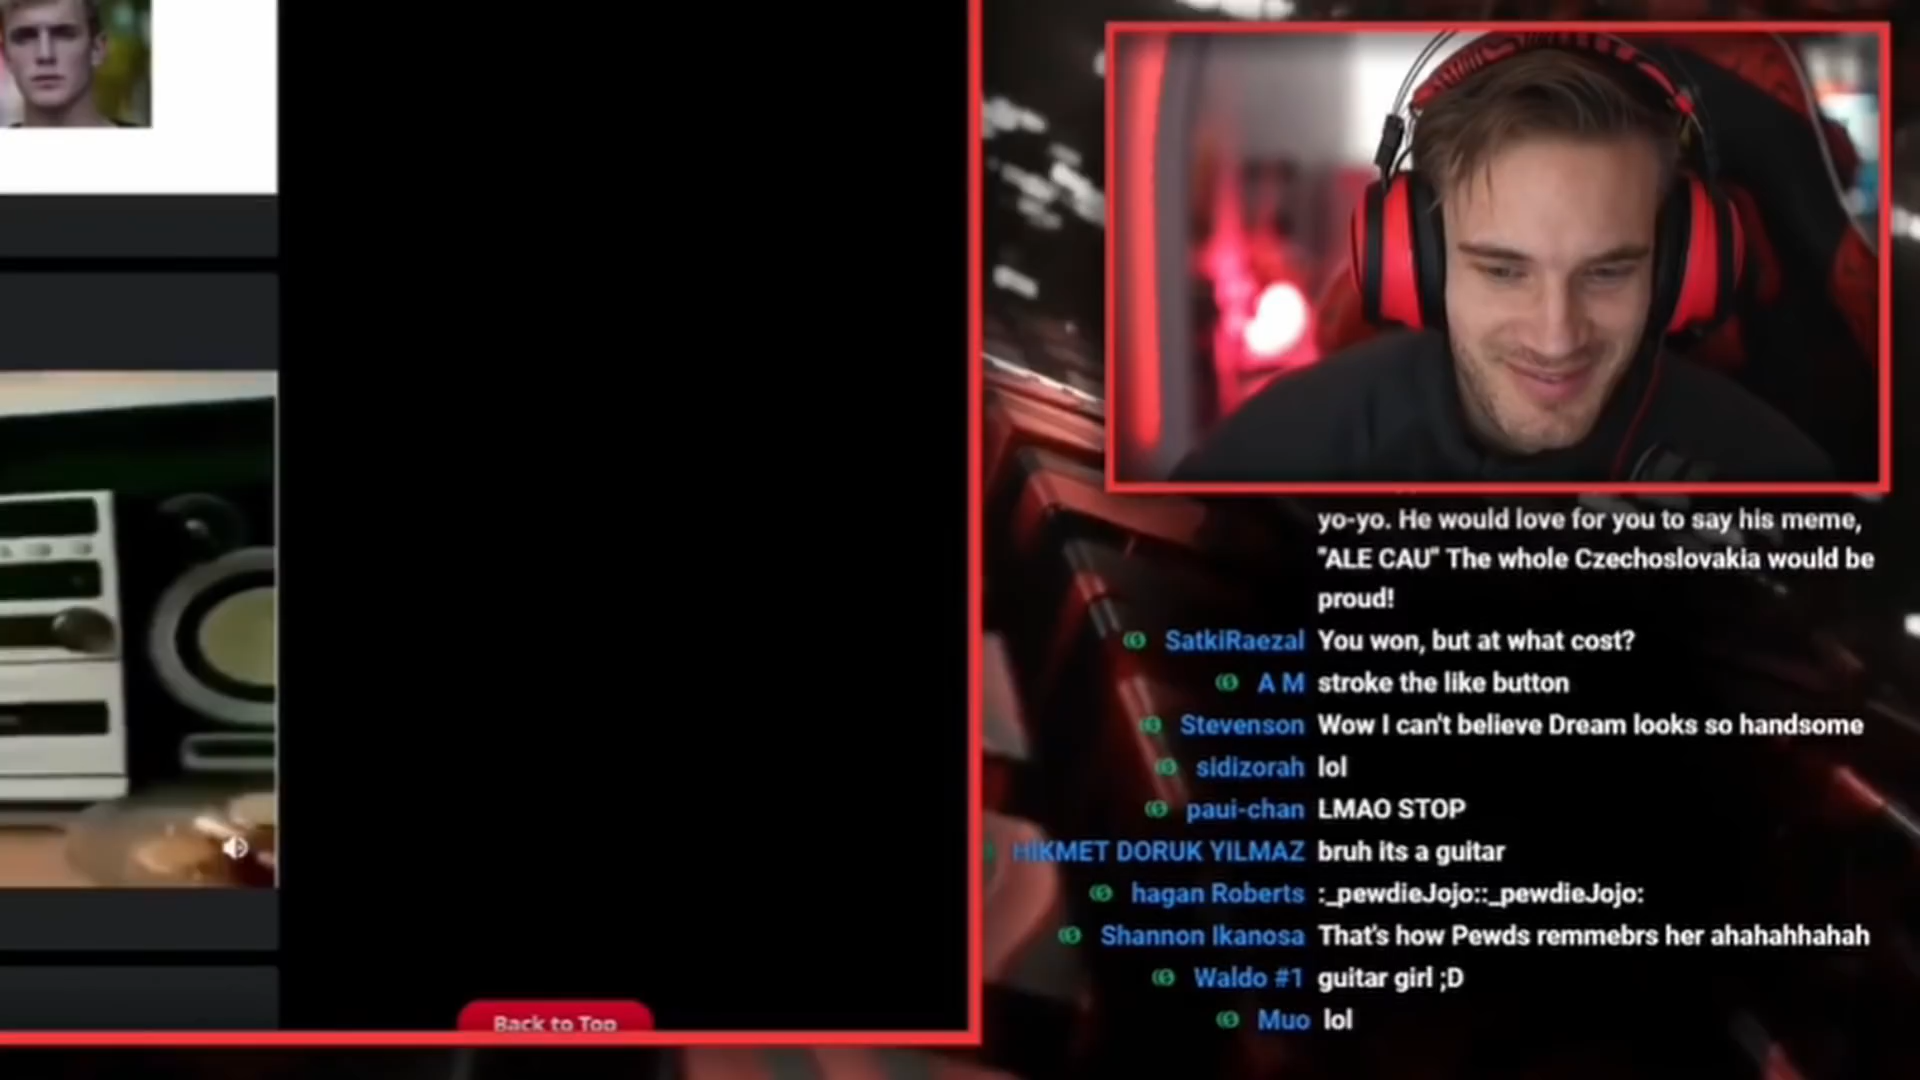 yo-yo. He would love for you to say his meme,
"ALE CAU" The whole Czechoslovakia would be
proud!
SatkiRaezal You won, but at what cost?
A M stroke the like button
Stevenson Wow I can't believe Dream looks so handsome
sidizorah lol
paui-chan LMAO STOP
HIKMET DORUK YILMAZ bruh its a guitar
hagan Roberts :_pewdieJojo::_pewdieJojo:
Shannon Ikanosa That's how Pewds remmebrs her ahahahhahah
Waldo #1 guitar girl ;D
Muo lol
Back to Top